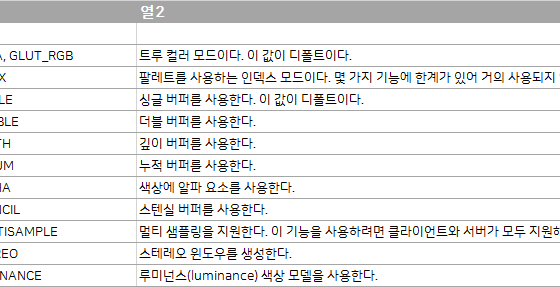 열2
A, GLUT_RGB 트루 컬러 모드이다. 이 값이 디폴트이다.
X 팔레트를 사용하는 인덱스 모드이다. 몇 가지 기능에 한계가 있어 거의 사용되지
LE 싱글 버퍼를 사용한다. 이 값이 디폴트이다.
BLE 더블 버퍼를 사용한다.
TH 깊이 버퍼를 사용한다.
UM 누적 버퍼를 사용한다.
HA 색상에 알파 요소를 사용한다.
NCIL 스텐실 버퍼를 사용한다.
TISAMPLE 멀티 샘플링을 지원한다. 이 기능을 사용하려면 클라이언트와 서버가 모두 지원해
REO 스테레오 윈도우를 생성한다.
NANCE 루미넌스(luminance) 색상 모델을 사용한다.